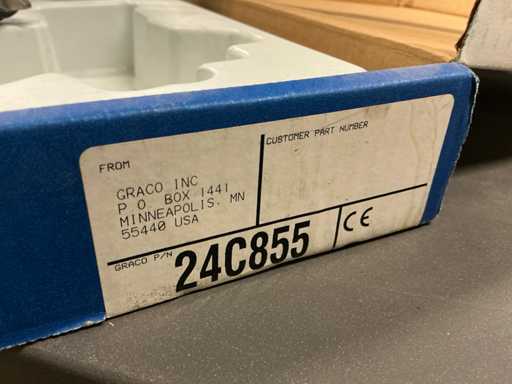 FROM
GRACO INC
P O. BOX 1441
MINNEAPOLIS, MN
55440 USA
CUSTOMER PART NUMBER
GRACO P/N 24C855
CE